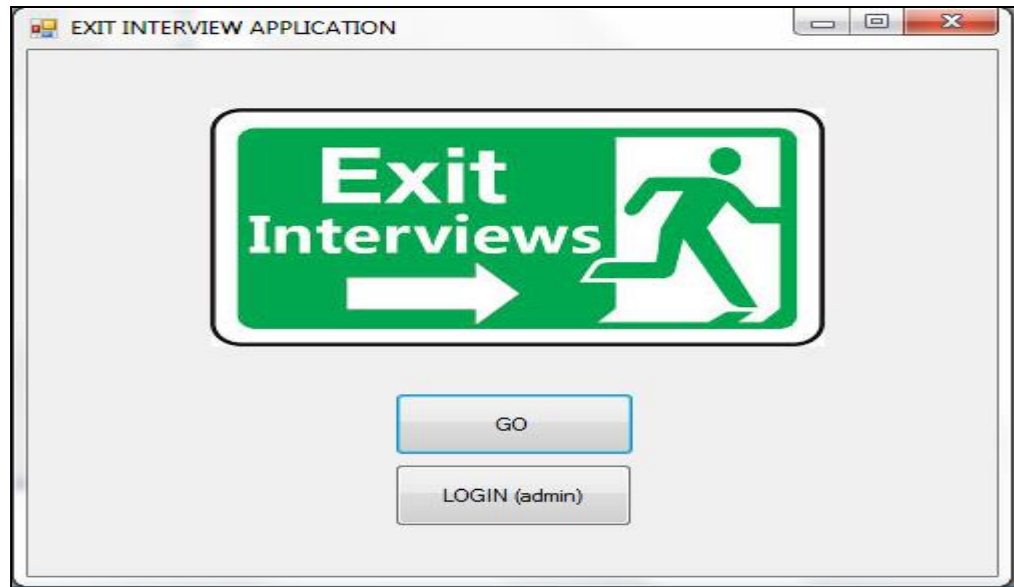 EXIT INTERVIEW APPLICATION
Exit
Interviews
GO
LOGIN (admin)